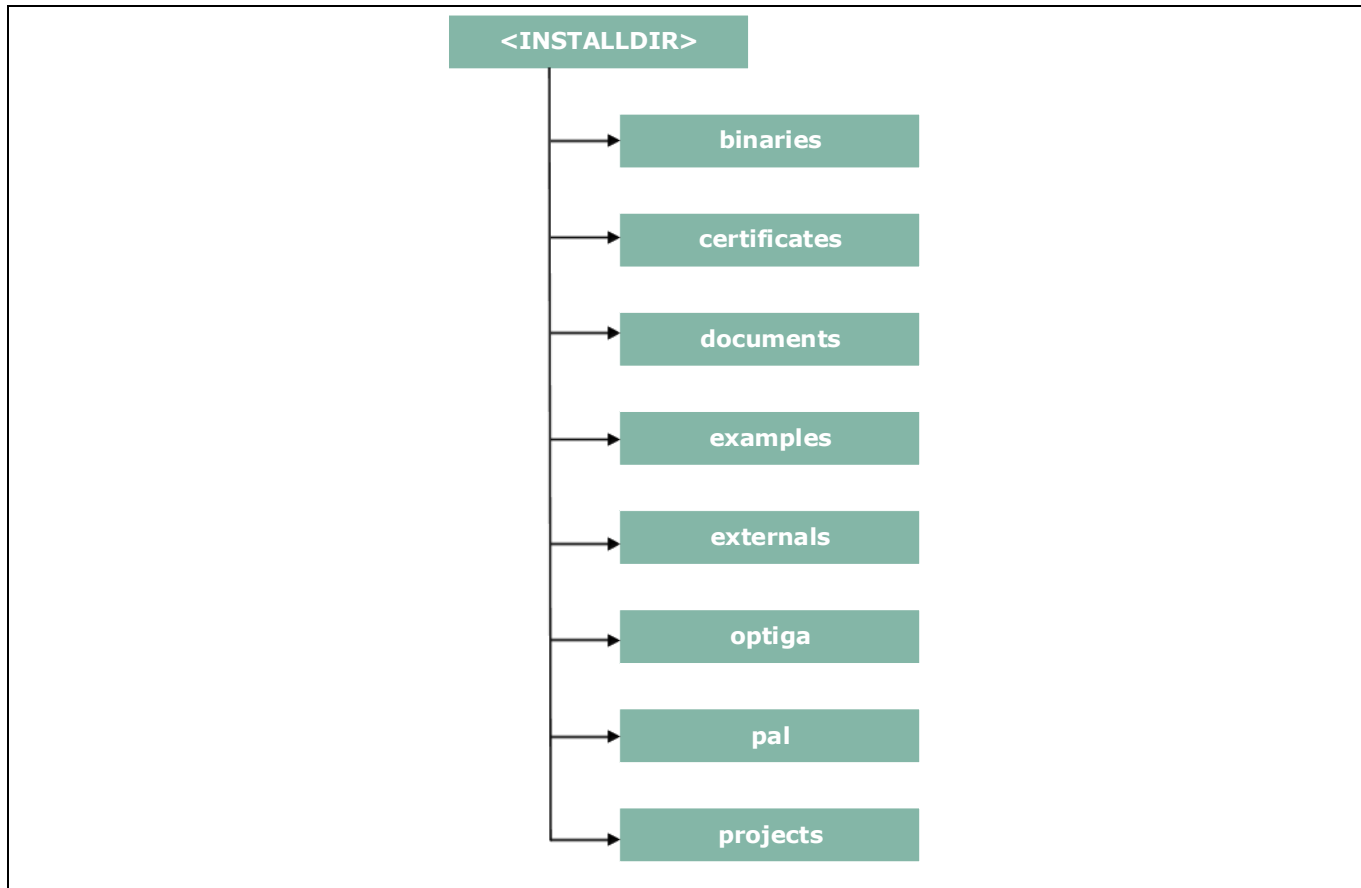 <INSTALLDIR>
binaries
certificates
documents
examples
externals
optiga
pal
projects